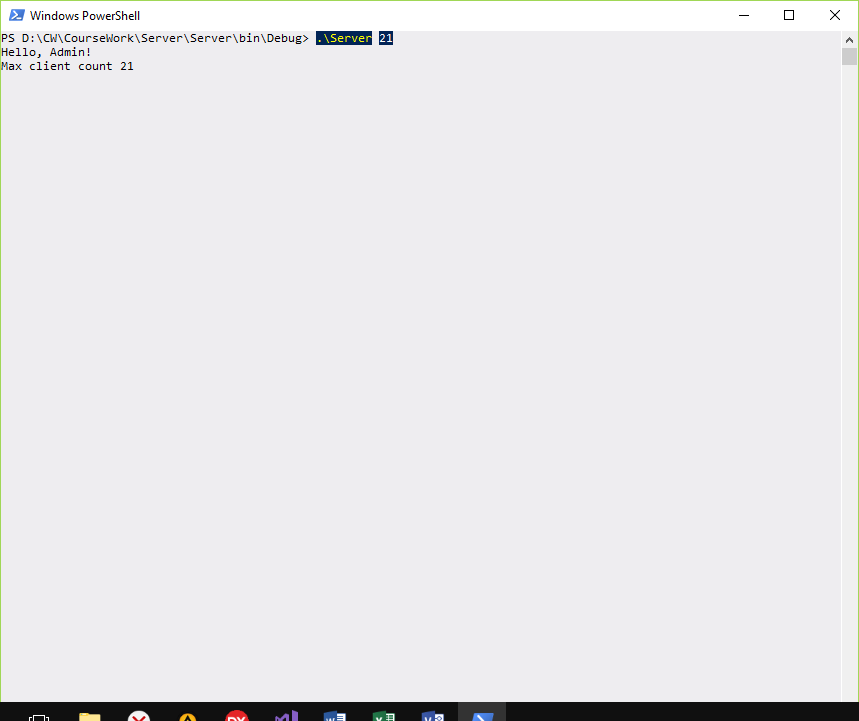 Windows PowerShell
PS D:\CW\CourseWork\Server\Server\bin\Debug> .\Server 21
Hello, Admin!
Max client count 21